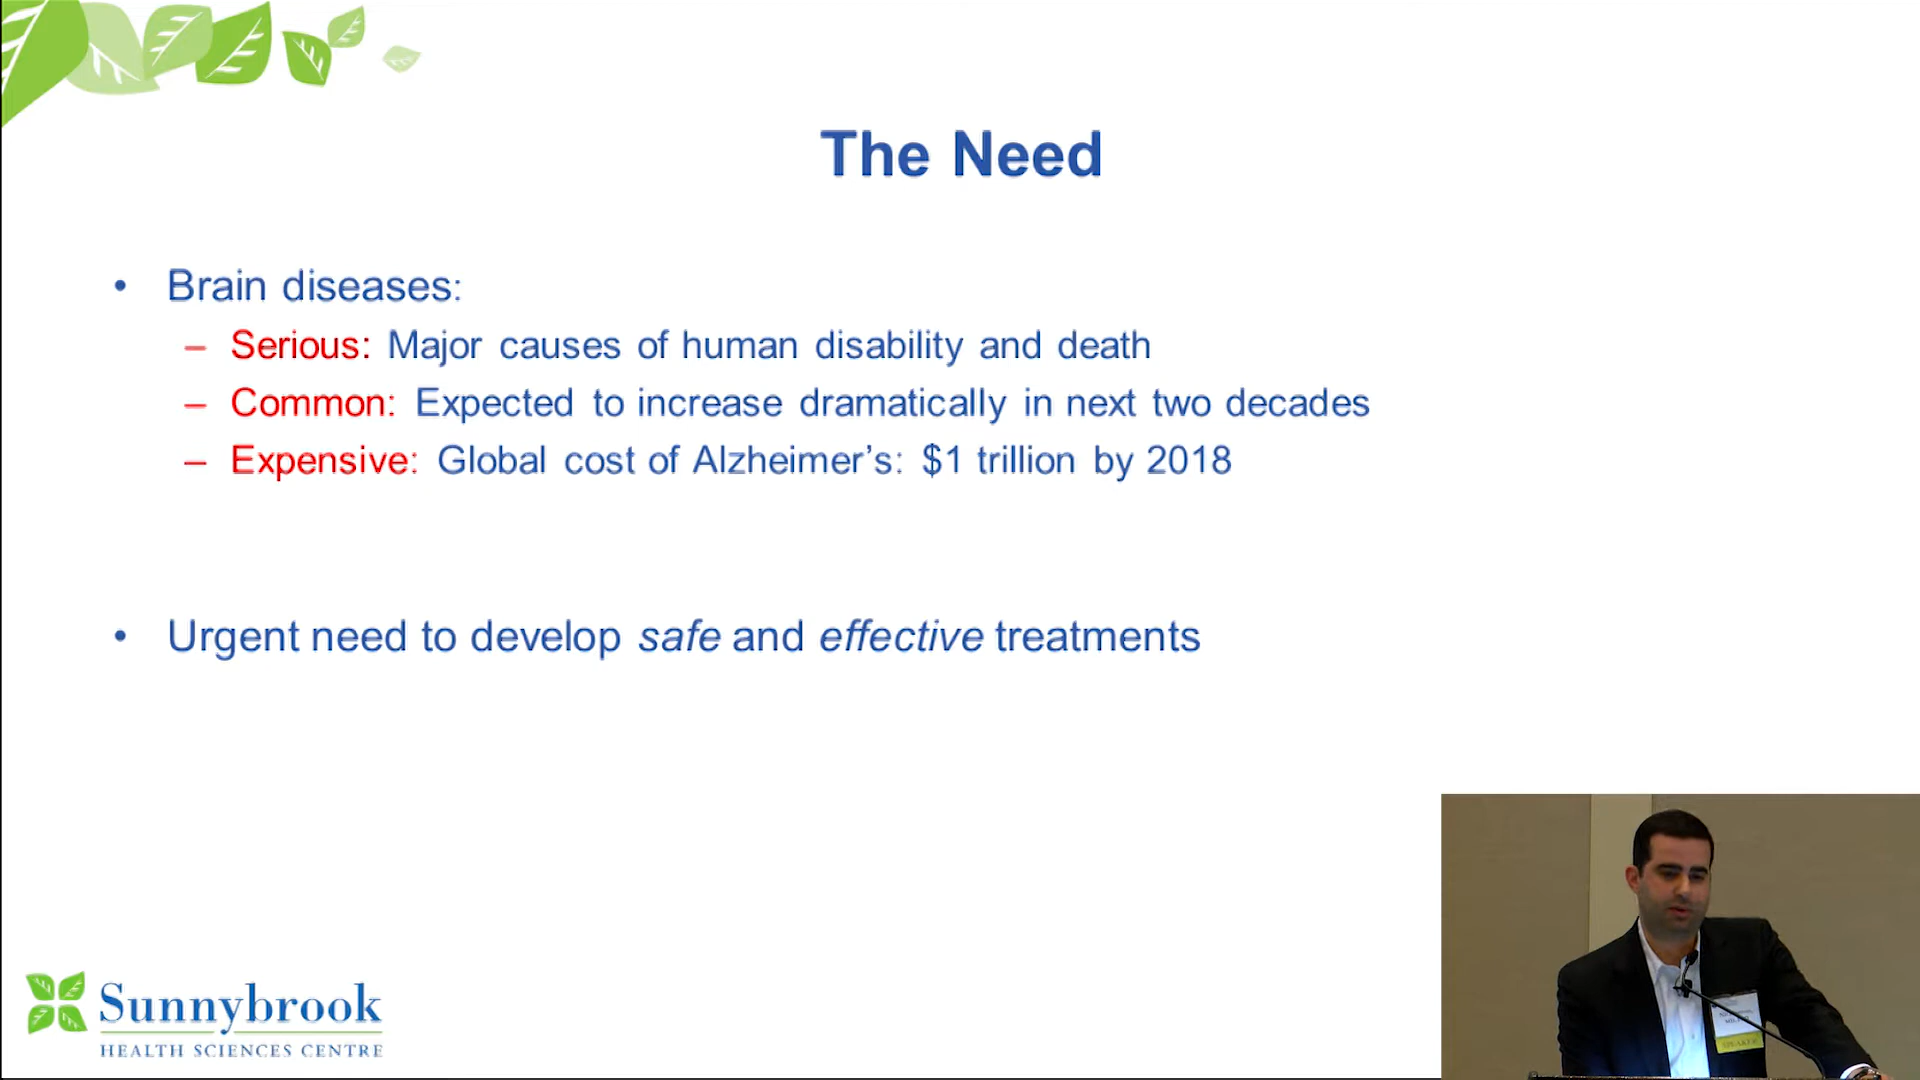 The Need
• Brain diseases:
– Serious: Major causes of human disability and death
– Common: Expected to increase dramatically in next two decades
– Expensive: Global cost of Alzheimer’s: $1 trillion by 2018
• Urgent need to develop safe and effective treatments
Sunnybrook
HEALTH SCIENCES CENTRE
SPEAKER